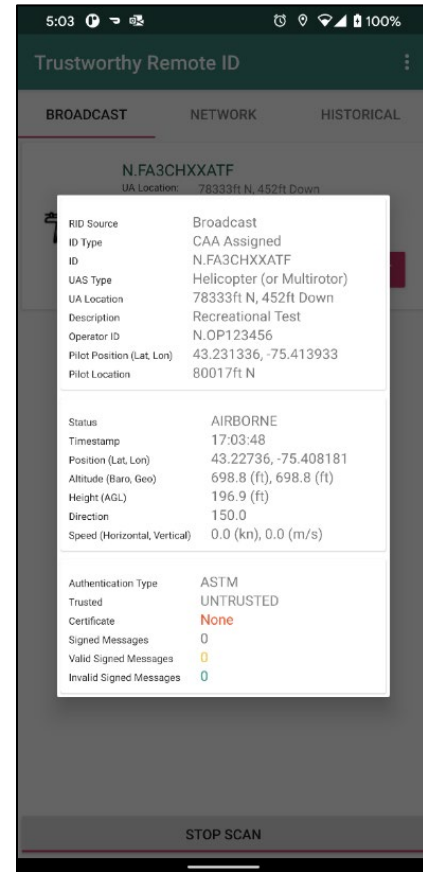 5:03 100%
Trustworthy Remote ID
BROADCAST NETWORK HISTORICAL
N.FA3CHXXATF
UA Location: 78333ft N, 452ft Down
RID Source Broadcast
ID Type CAA Assigned
ID N.FA3CHXXATF
UAS Type Helicopter (or Multirotor)
UA Location 78333ft N, 452ft Down
Description Recreational Test
Operator ID N.OP123456
Pilot Position (Lat, Lon) 43.231336, -75.413933
Pilot Location 80017ft N
Status AIRBORNE
Timestamp 17:03:48
Position (Lat, Lon) 43.22736, -75.408181
Altitude (Baro, Geo) 698.8 (ft), 698.8 (ft)
Height (AGL) 196.9 (ft)
Direction 150.0
Speed (Horizontal, Vertical) 0.0 (kn), 0.0 (m/s)
Authentication Type ASTM
Trusted UNTRUSTED
Certificate None
Signed Messages 0
Valid Signed Messages 0
Invalid Signed Messages 0
STOP SCAN